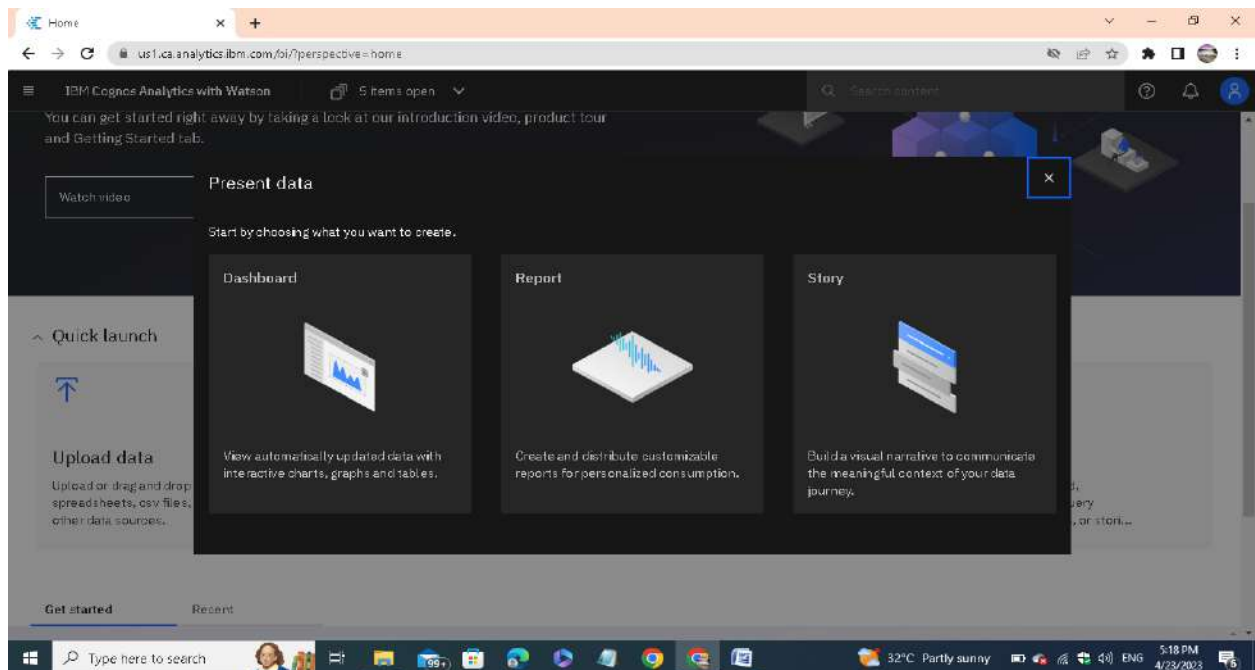 Home
us1.ca.analytics.ibm.com/bi/?perspective=home
IBM Cognos Analytics with Watson
5 items open
Search content
You can get started right away by taking a look at our introduction video, product tour
and Getting Started tab.
Watch video
Present data
Start by choosing what you want to create.
Dashboard
Report
Story
View automatically updated data with
interactive charts, graphs and tables.
Create and distribute customizable
reports for personalized consumption.
Build a visual narrative to communicate
the meaningful context of your data
journey.
Quick launch
Upload data
Upload or drag and drop
spreadsheets, csv files,
other data sources.
, or stori...
Get started
Recent
Type here to search
99+
32°C Partly sunny
ENG
5:18 PM
4/23/2023
6